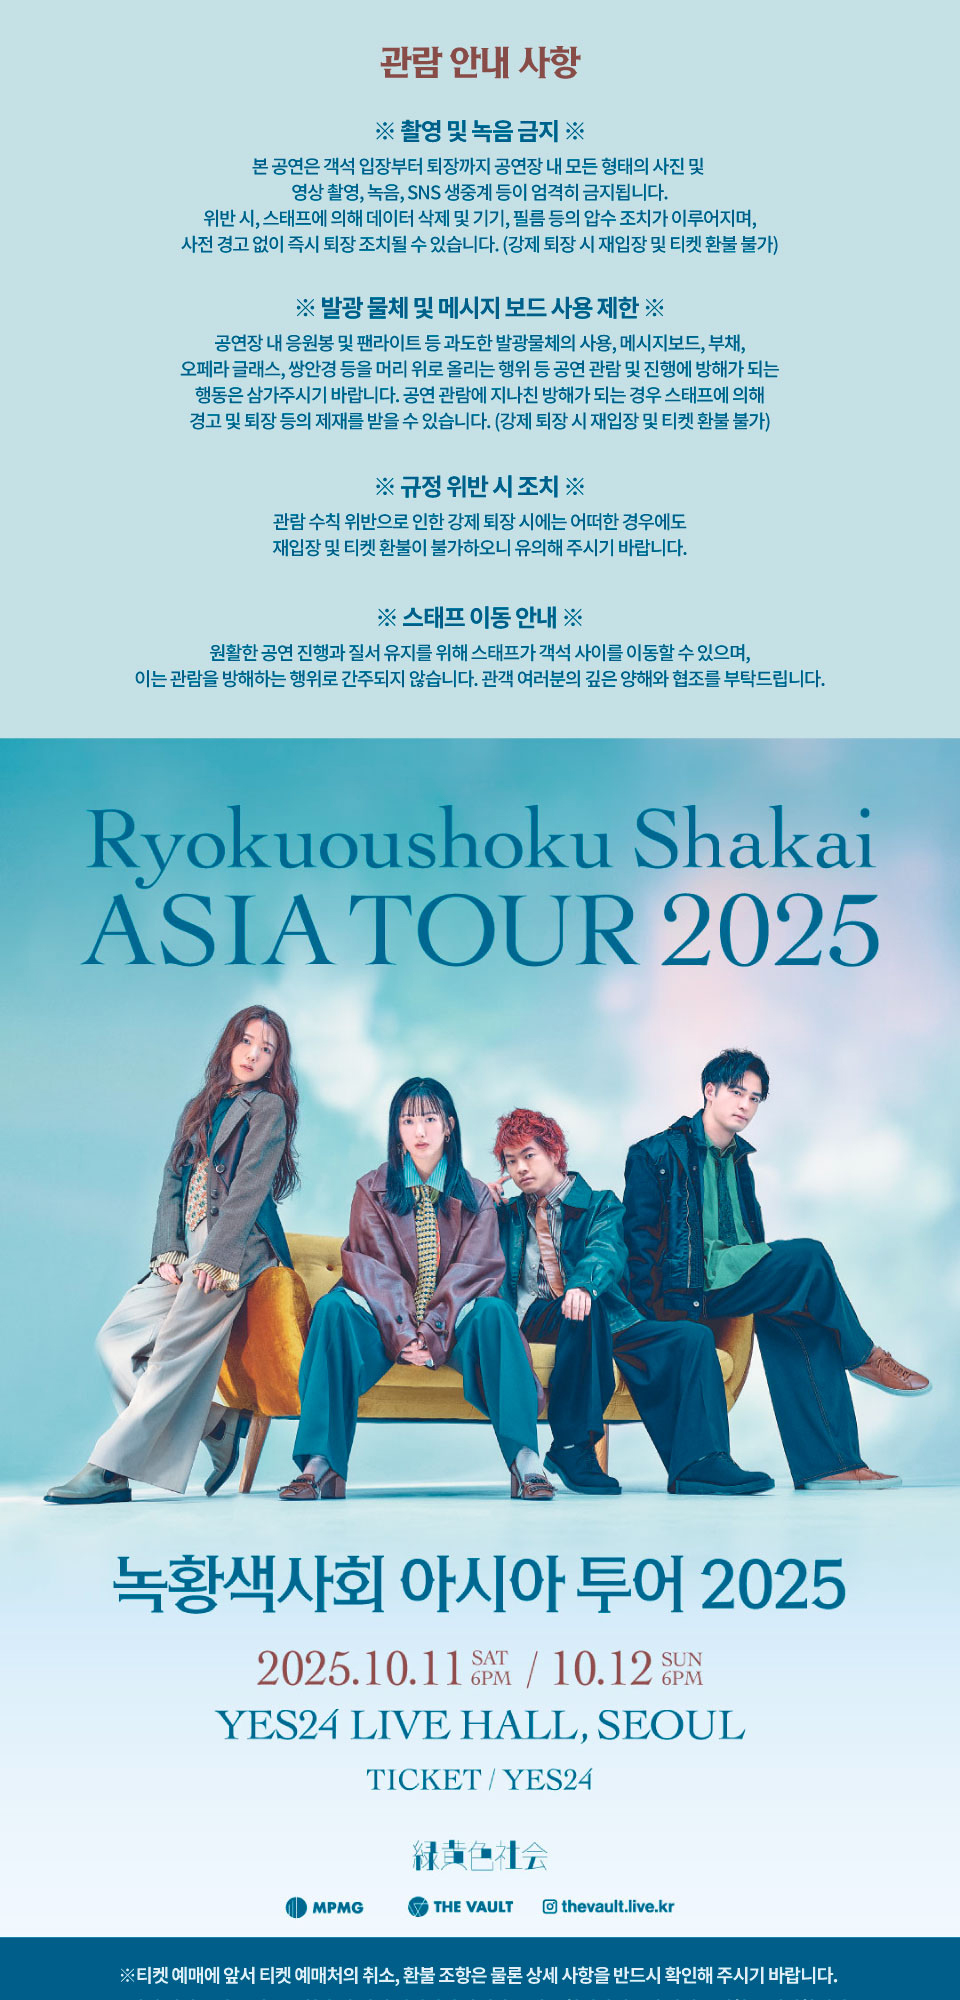 관람 안내 사항
※ 촬영 및 녹음 금지 ※
본 공연은 객석 입장부터 퇴장까지 공연장 내 모든 형태의 사진 및
영상 촬영, 녹음, SNS 생중계 등이 엄격히 금지됩니다.
위반 시, 스태프에 의해 데이터 삭제 및 기기, 필름 등의 압수 조치가 이루어지며,
사전 경고 없이 즉시 퇴장 조치될 수 있습니다. (강제 퇴장 시 재입장 및 티켓 환불 불가)
※ 발광 물체 및 메시지 보드 사용 제한 ※
공연장 내 응원봉 및 팬라이트 등 과도한 발광물체의 사용, 메시지보드, 부채,
오페라 글래스, 쌍안경 등을 머리 위로 올리는 행위 등 공연 관람 및 진행에 방해가 되는
행동은 삼가주시기 바랍니다. 공연 관람에 지나친 방해가 되는 경우 스태프에 의해
경고 및 퇴장 등의 제재를 받을 수 있습니다. (강제 퇴장 시 재입장 및 티켓 환불 불가)
※ 규정 위반 시 조치 ※
관람 수칙 위반으로 인한 강제 퇴장 시에는 어떠한 경우에도
재입장 및 티켓 환불이 불가하오니 유의해 주시기 바랍니다.
※ 스태프 이동 안내 ※
원활한 공연 진행과 질서 유지를 위해 스태프가 객석 사이를 이동할 수 있으며,
이는 관람을 방해하는 행위로 간주되지 않습니다. 관객 여러분의 깊은 양해와 협조를 부탁드립니다.
Ryokuoushoku Shakai
ASIA TOUR 2025
녹황색사회 아시아 투어 2025
2025.10.11 SAT 6PM / 10.12 SUN 6PM
YES24 LIVE HALL, SEOUL
TICKET / YES24
緑黄色社会
MPMG THE VAULT thevault.live.kr
※티켓 예매에 앞서 티켓 예매처의 취소, 환불 조항은 물론 상세 사항을 반드시 확인해 주시기 바랍니다.